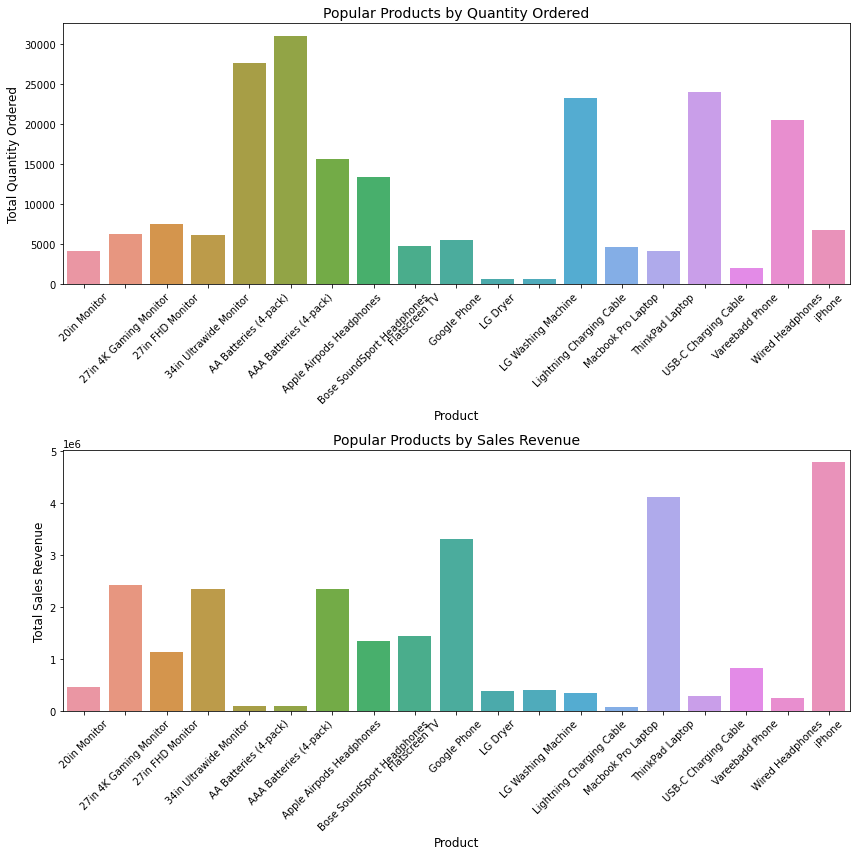 Popular Products by Quantity Ordered
Total Quantity Ordered
30000
25000
20000
15000
10000
5000
0
20in Monitor
27in 4K Gaming Monitor
27in FHD Monitor
34in Ultrawide Monitor
AA Batteries (4-pack)
AAA Batteries (4-pack)
Apple Airpods Headphones
Bose SoundSport Headphones
Flatscreen TV
Google Phone
LG Dryer
LG Washing Machine
Lightning Charging Cable
Macbook Pro Laptop
ThinkPad Laptop
USB-C Charging Cable
Vareebadd Phone
Wired Headphones
iPhone
Product
Popular Products by Sales Revenue
1e6
Total Sales Revenue
5
4
3
2
1
0
20in Monitor
27in 4K Gaming Monitor
27in FHD Monitor
34in Ultrawide Monitor
AA Batteries (4-pack)
AAA Batteries (4-pack)
Apple Airpods Headphones
Bose SoundSport Headphones
Flatscreen TV
Google Phone
LG Dryer
LG Washing Machine
Lightning Charging Cable
Macbook Pro Laptop
ThinkPad Laptop
USB-C Charging Cable
Vareebadd Phone
Wired Headphones
iPhone
Product